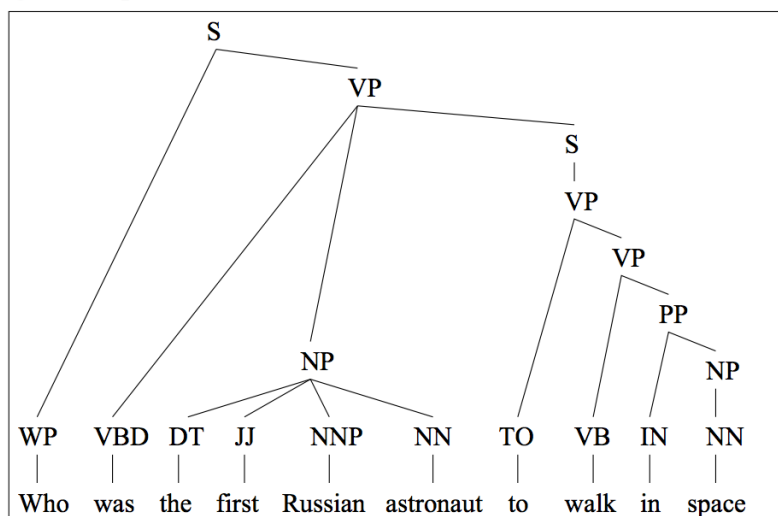 S
VP
S
VP
VP
PP
NP
NP
WP VBD DT JJ NNP NN TO VB IN NN
Who was the first Russian astronaut to walk in space